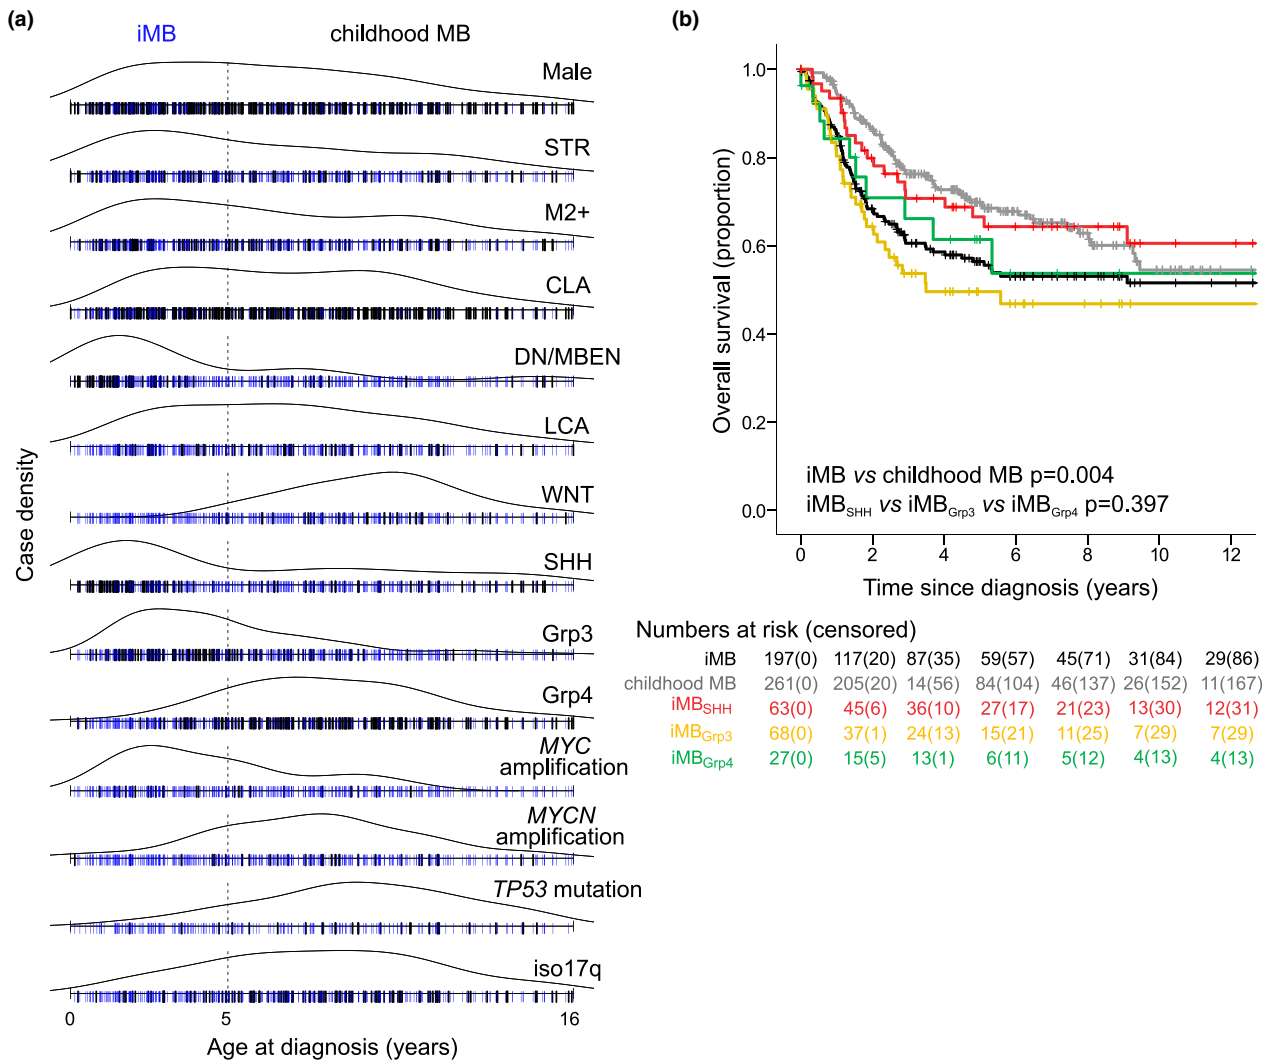 (a)
iMB childhood MB
Male
STR
M2+
CLA
DN/MBEN
LCA
WNT
SHH
Grp3
Grp4
MYC
amplification
MYCN
amplification
TP53 mutation
iso17q
Case density
0 5 16
Age at diagnosis (years)
(b)
1.0
0.8
0.6
0.4
0.2
0.0
Overall survival (proportion)
iMB vs childhood MB p=0.004
iMBSHH vs iMBGrp3 vs iMBGrp4 p=0.397
0 2 4 6 8 10 12
Time since diagnosis (years)
Numbers at risk (censored)
iMB 197(0) 117(20) 87(35) 59(57) 45(71) 31(84) 29(86)
childhood MB 261(0) 205(20) 14(56) 84(104) 46(137) 26(152) 11(167)
iMBSHH 63(0) 45(6) 36(10) 27(17) 21(23) 13(30) 12(31)
iMBGrp3 68(0) 37(1) 24(13) 15(21) 11(25) 7(29) 7(29)
iMBGrp4 27(0) 15(5) 13(1) 6(11) 5(12) 4(13) 4(13)